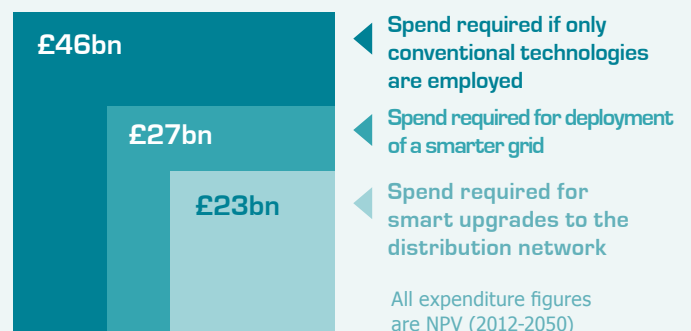 £46bn
Spend required if only
conventional technologies
are employed
£27bn
Spend required for deployment
of a smarter grid
£23bn
Spend required for
smart upgrades to the
distribution network
All expenditure figures
are NPV (2012-2050)